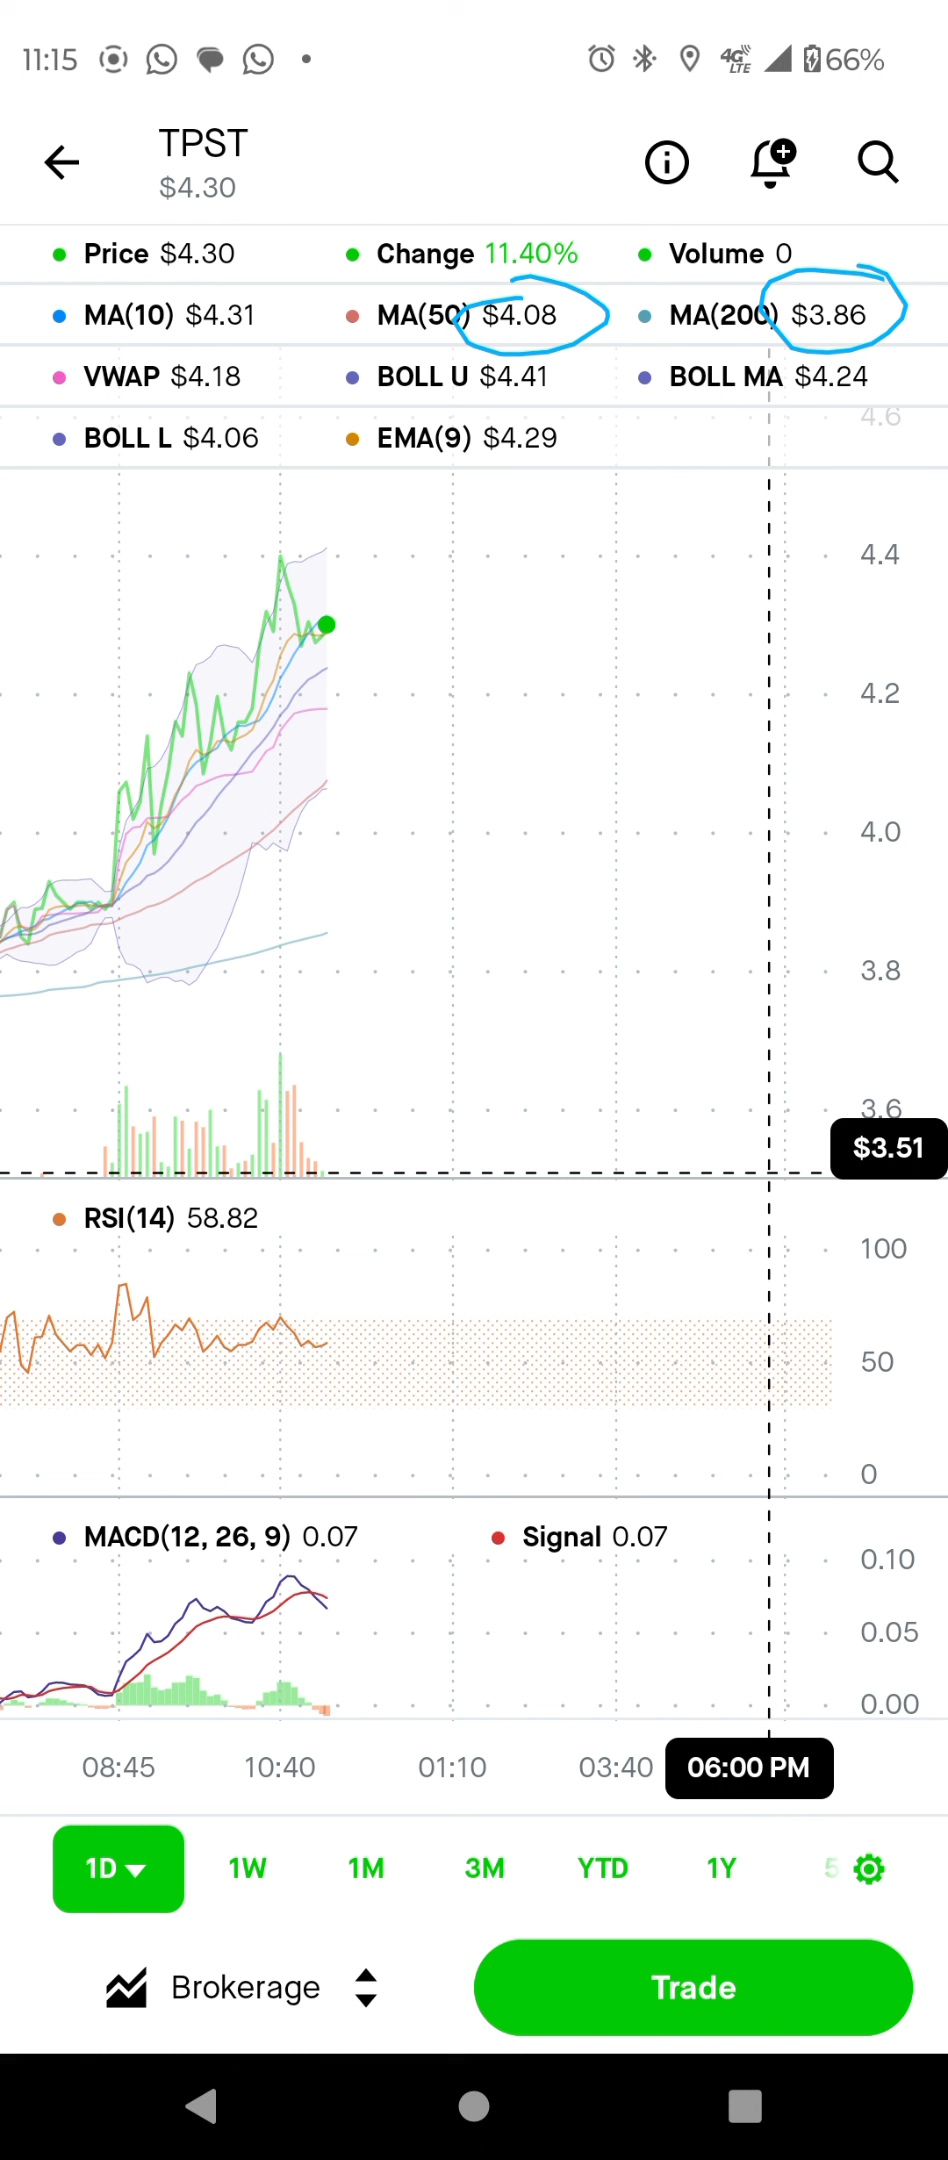 11:15 4G LTE 66%
TPST
$4.30
Price $4.30 Change 11.40% Volume 0
MA(10) $4.31 MA(50) $4.08 MA(200) $3.86
VWAP $4.18 BOLL U $4.41 BOLL MA $4.24
4.6
BOLL L $4.06 EMA(9) $4.29
4.4
4.2
4.0
3.8
3.6
$3.51
RSI(14) 58.82
100
50
0
MACD(12, 26, 9) 0.07 Signal 0.07
0.10
0.05
0.00
08:45 10:40 01:10 03:40 06:00 PM
1D 1W 1M 3M YTD 1Y 5
Brokerage Trade